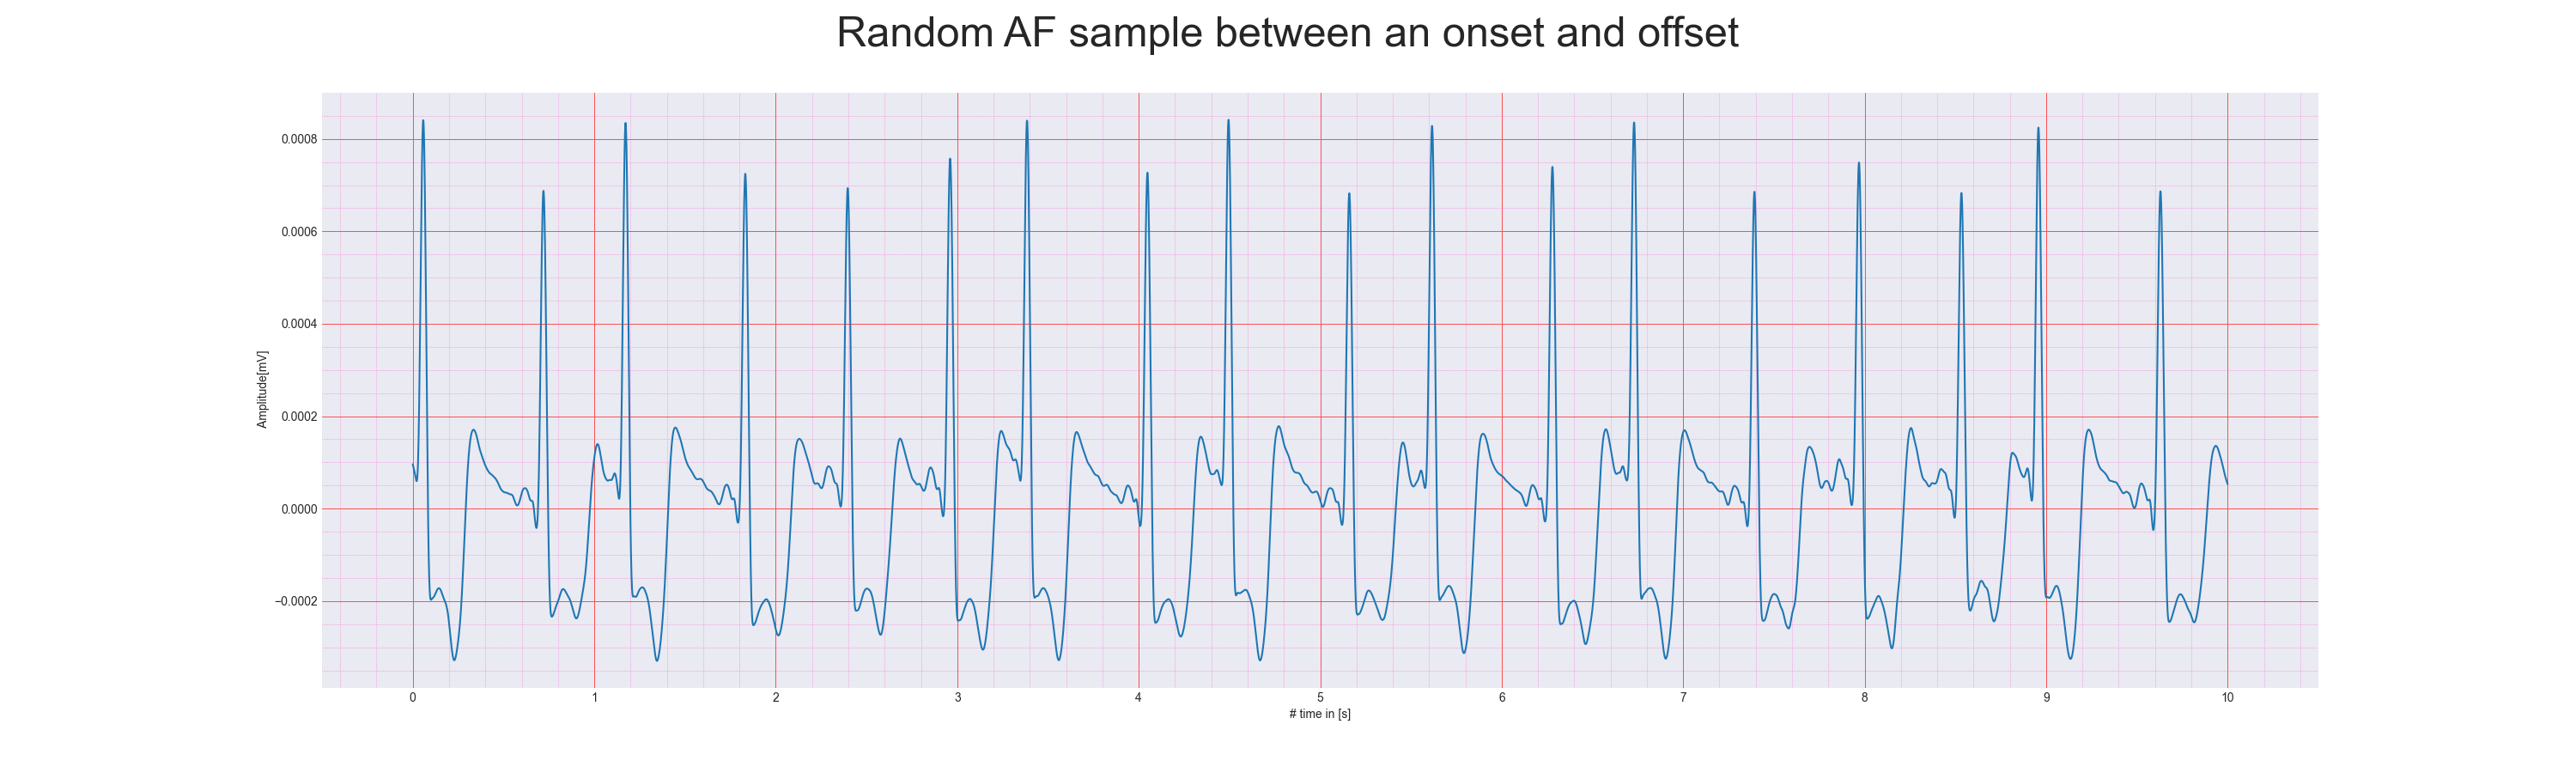 Random AF sample between an onset and offset
0.0008
0.0006
0.0004
0.0002
0.0000
−0.0002
Amplitude[mV]
0 1 2 3 4 5 6 7 8 9 10
# time in [s]